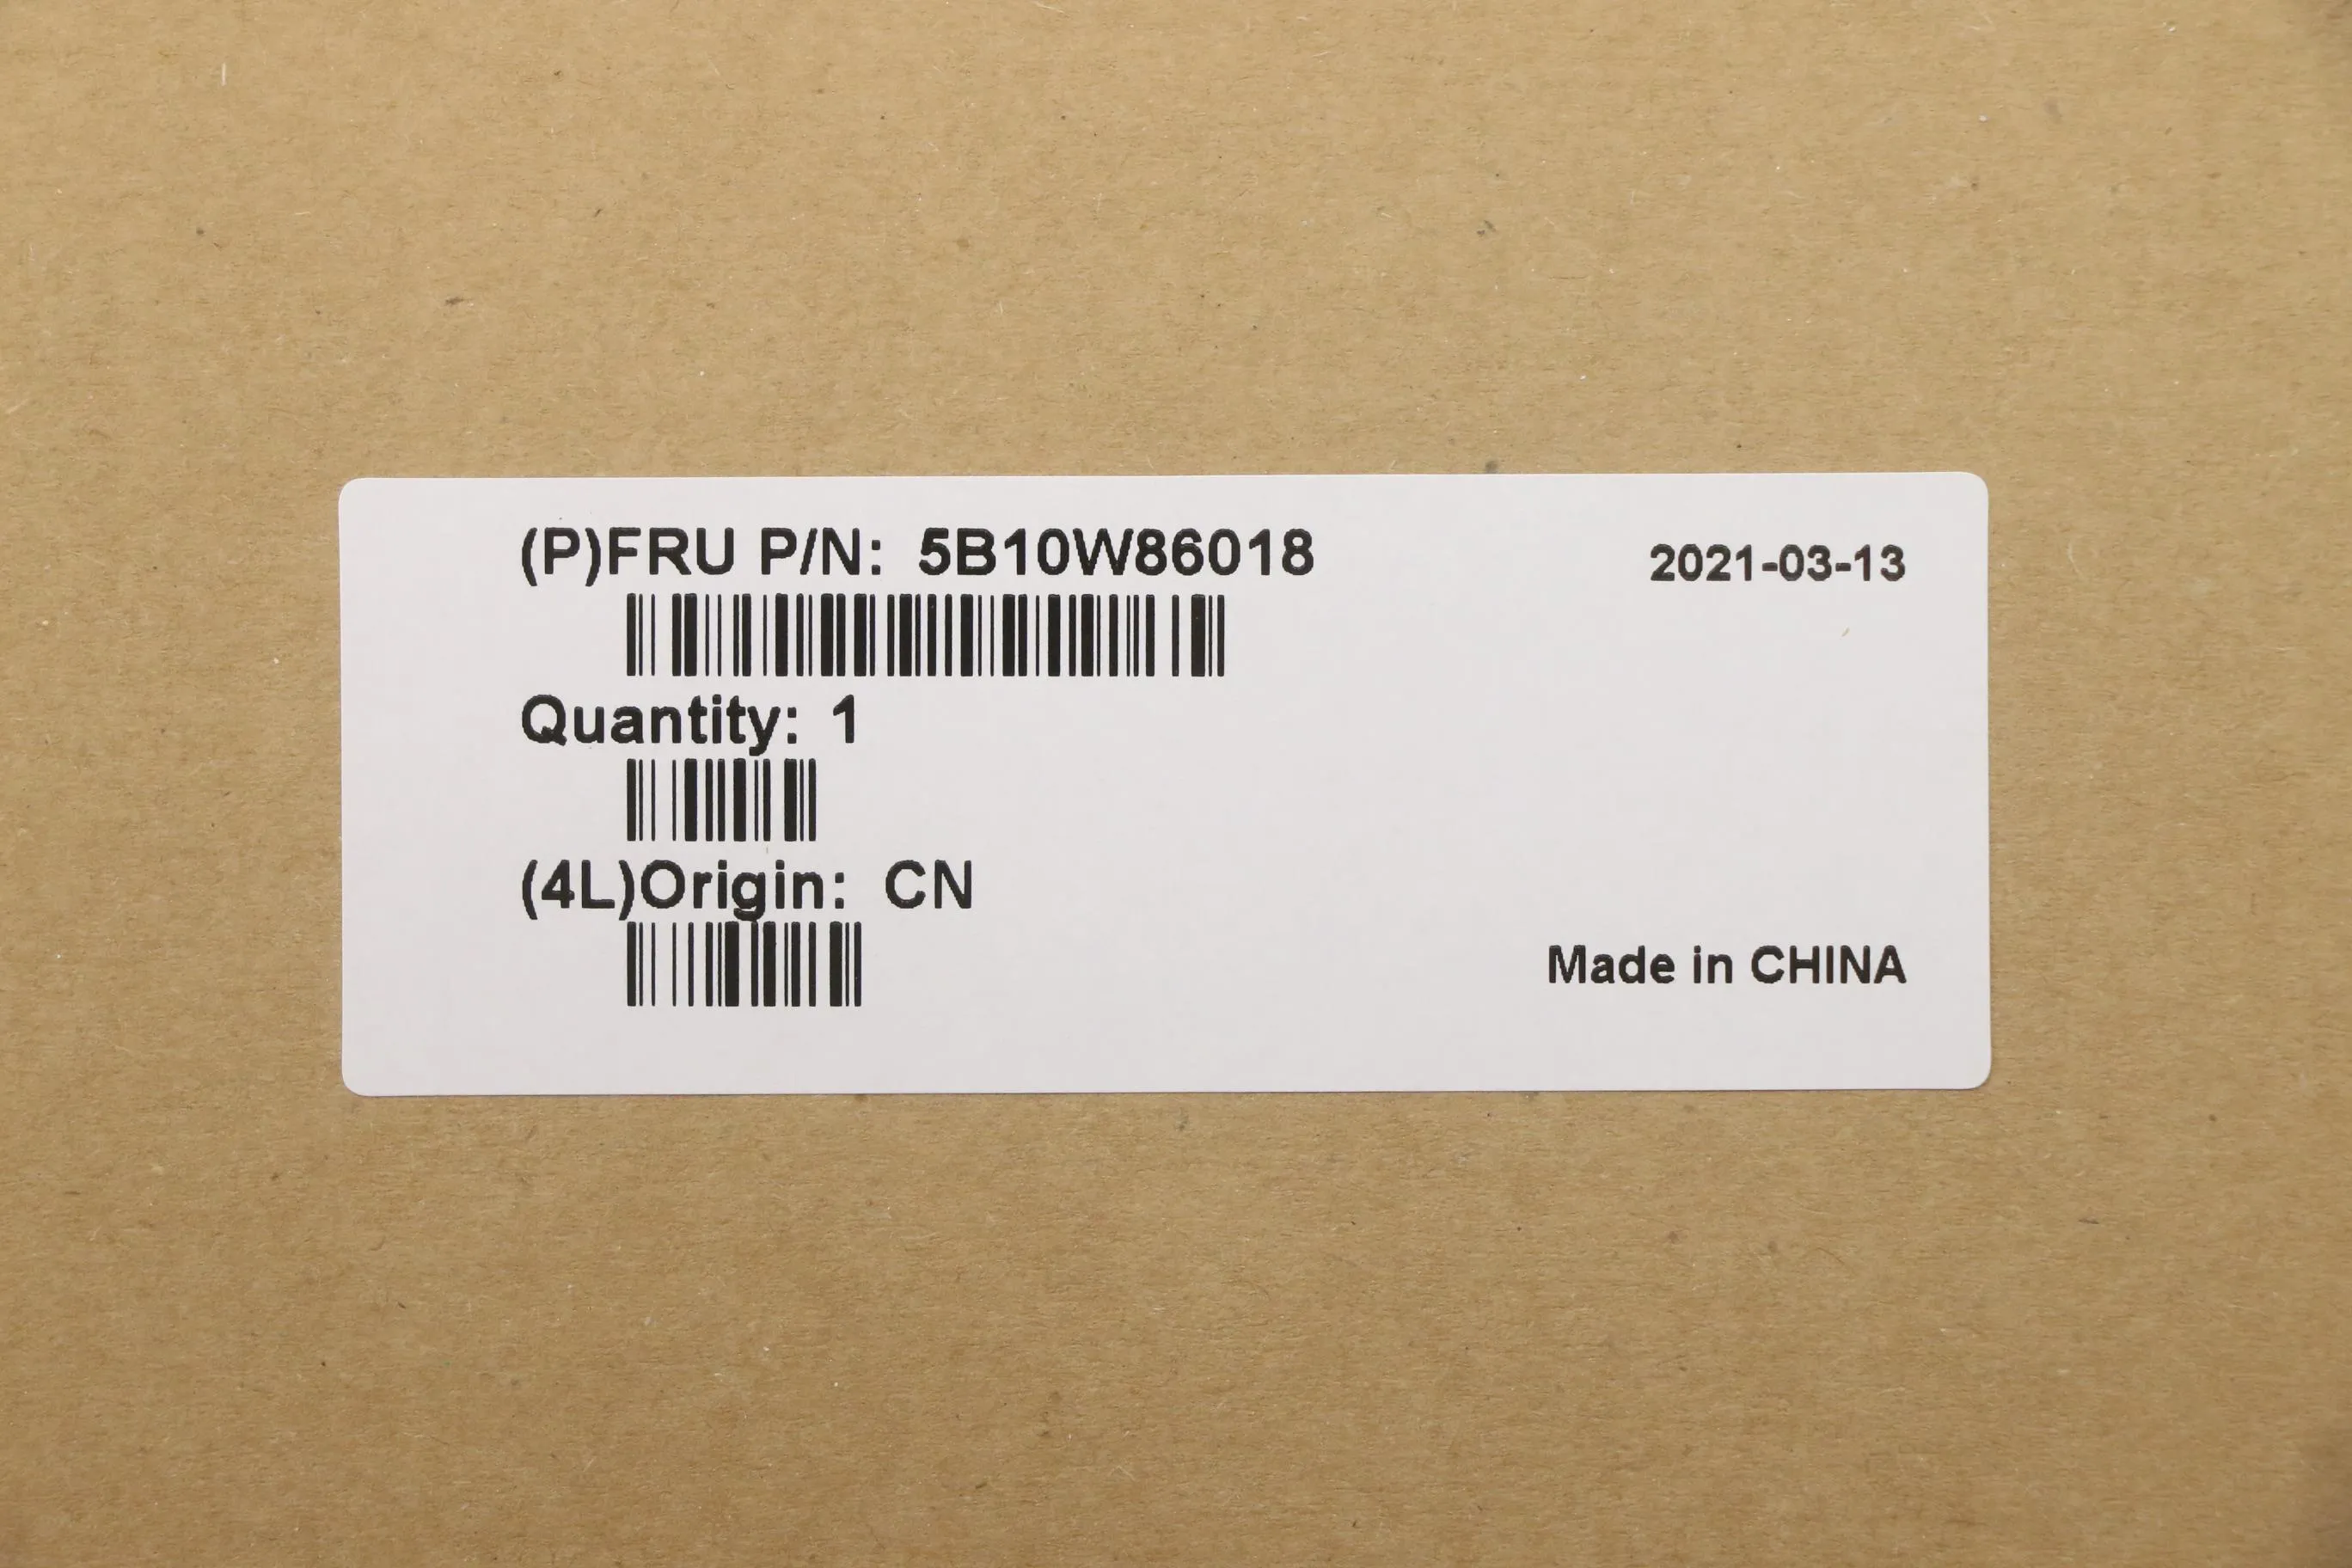 (P)FRU P/N: 5B10W86018
2021-03-13
Quantity: 1
(4L)Origin: CN
Made in CHINA